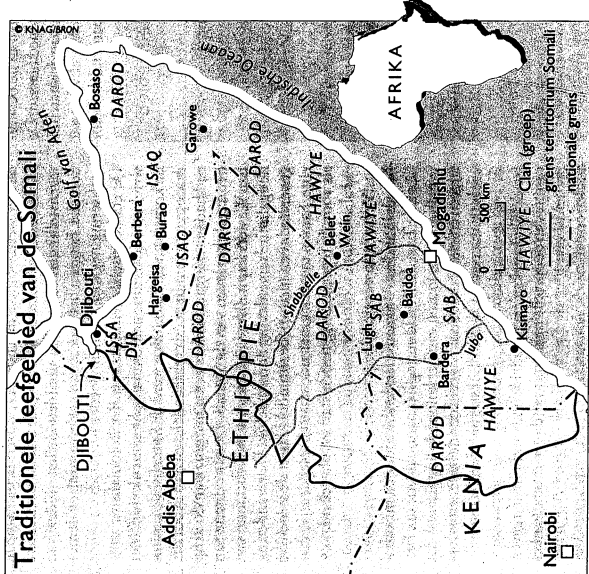 © KNAG/BRON
Traditionele leefgebied van de Somali
Golf van Aden
Indische Oceaan
AFRIKA
Djibouti
DJIBOUTI
ISSA
DIR
Berbera
Bosaso
DAROD
ISAQ
Burao
Hargeisa
ISAQ
Garowe
DAROD
DAROD
DAROD
Addis Abeba
ETHIOPIE
Shabeelle
DAROD
Belet
Wein
HAWIYE
HAWIYE
Lugh
SAB
Baidoa
SAB
Mogadishu
Bardera
Juba
Kismayo
DAROD
HAWIYE
KENIA
Nairobi
0 300 km
HAWIYE Clan (groep)
grens territorium Somali
nationale grens